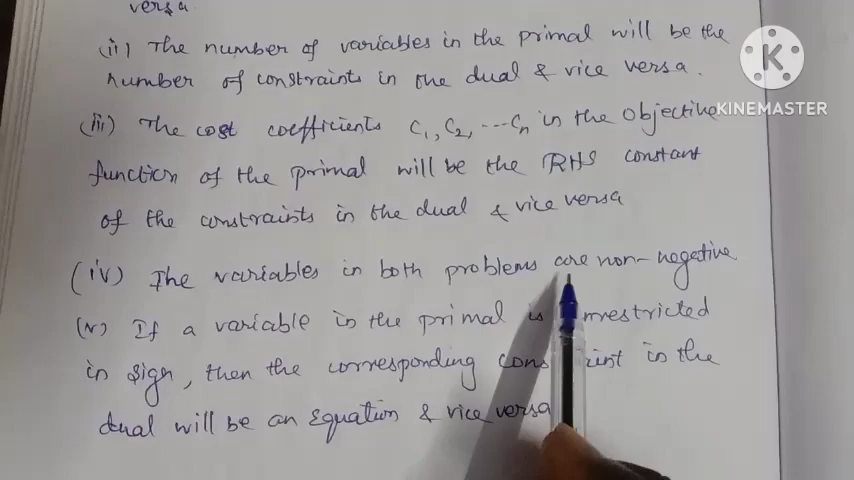 versa.
(ii) The number of variables in the primal will be the
number of constraints in the dual & vice versa.
(iii) The cost coefficients C1, C2, ---Cn in the objective
function of the primal will be the RHS constant
of the constraints in the dual & vice versa
(iv) The variables in both problems are non-negative
(v) If a variable in the primal is unrestricted
in sign, then the corresponding constraint in the
dual will be an equation & vice versa
K
KINEMASTER